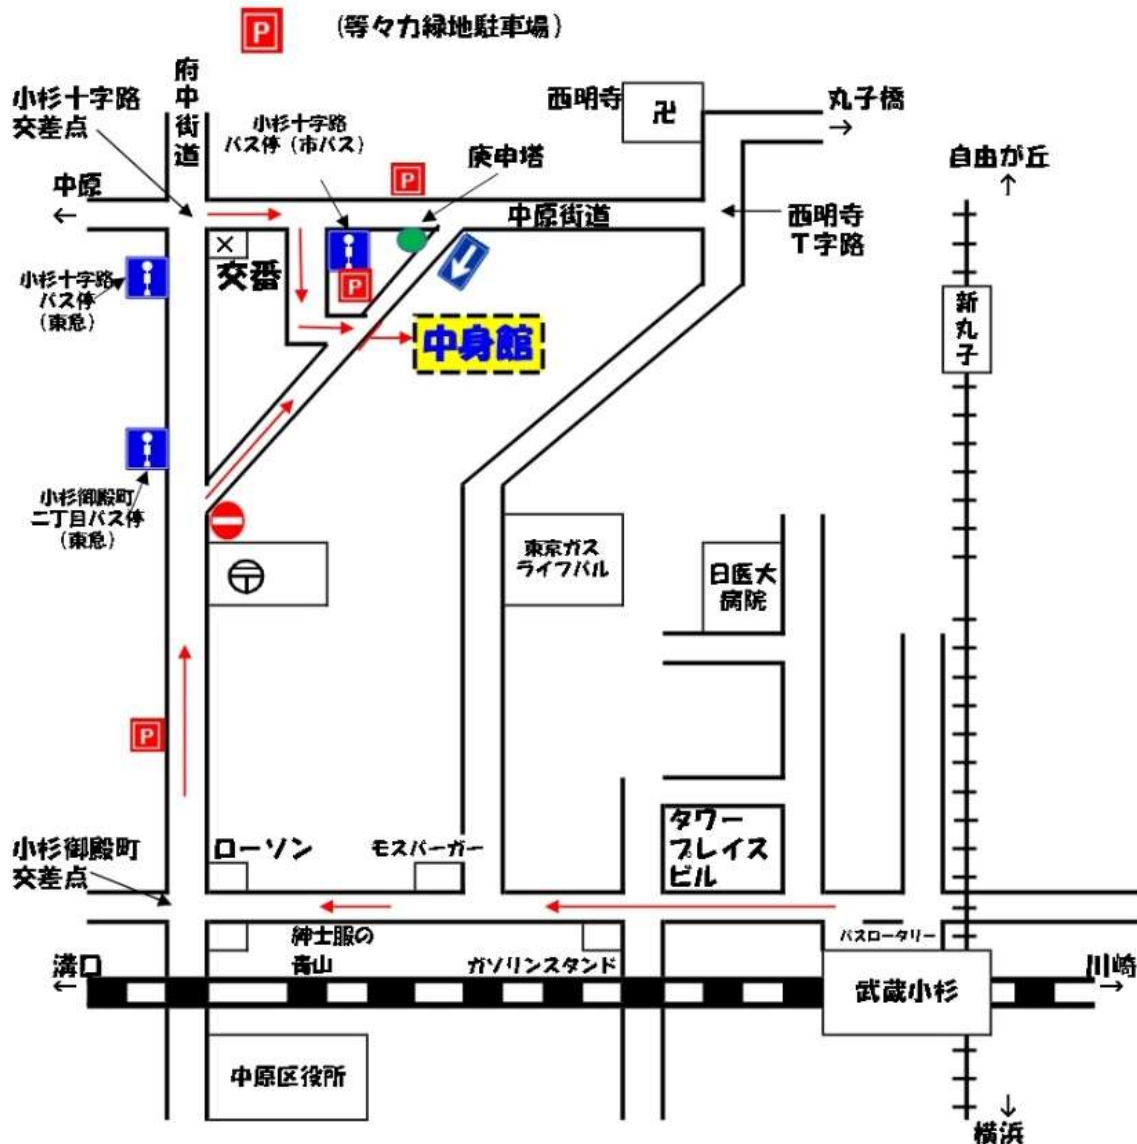 P
(等々力緑地駐車場)
府中街道
小杉十字路
交差点
小杉十字路
バス停（市バス）
庚申塔
西明寺
卍
丸子橋
→
自由が丘
↑
中原
←
P
中原街道
西明寺
T字路
交番
小杉十字路
バス停
（東急）
P
中身館
新丸子
小杉御殿町
二丁目バス停
（東急）
〒
東京ガス
ライフバル
日医大
病院
P
小杉御殿町
交差点
ローソン
モスバーガー
タワー
プレイス
ビル
紳士服の
青山
ガソリンスタンド
バスロータリー
溝口
←
武蔵小杉
川崎
→
中原区役所
↓
横浜